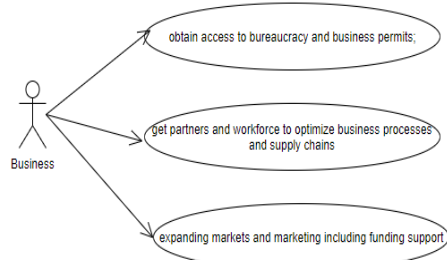 obtain access to bureaucracy and business permits;
get partners and workforce to optimize business processes
and supply chains
Business
expanding markets and marketing including funding support